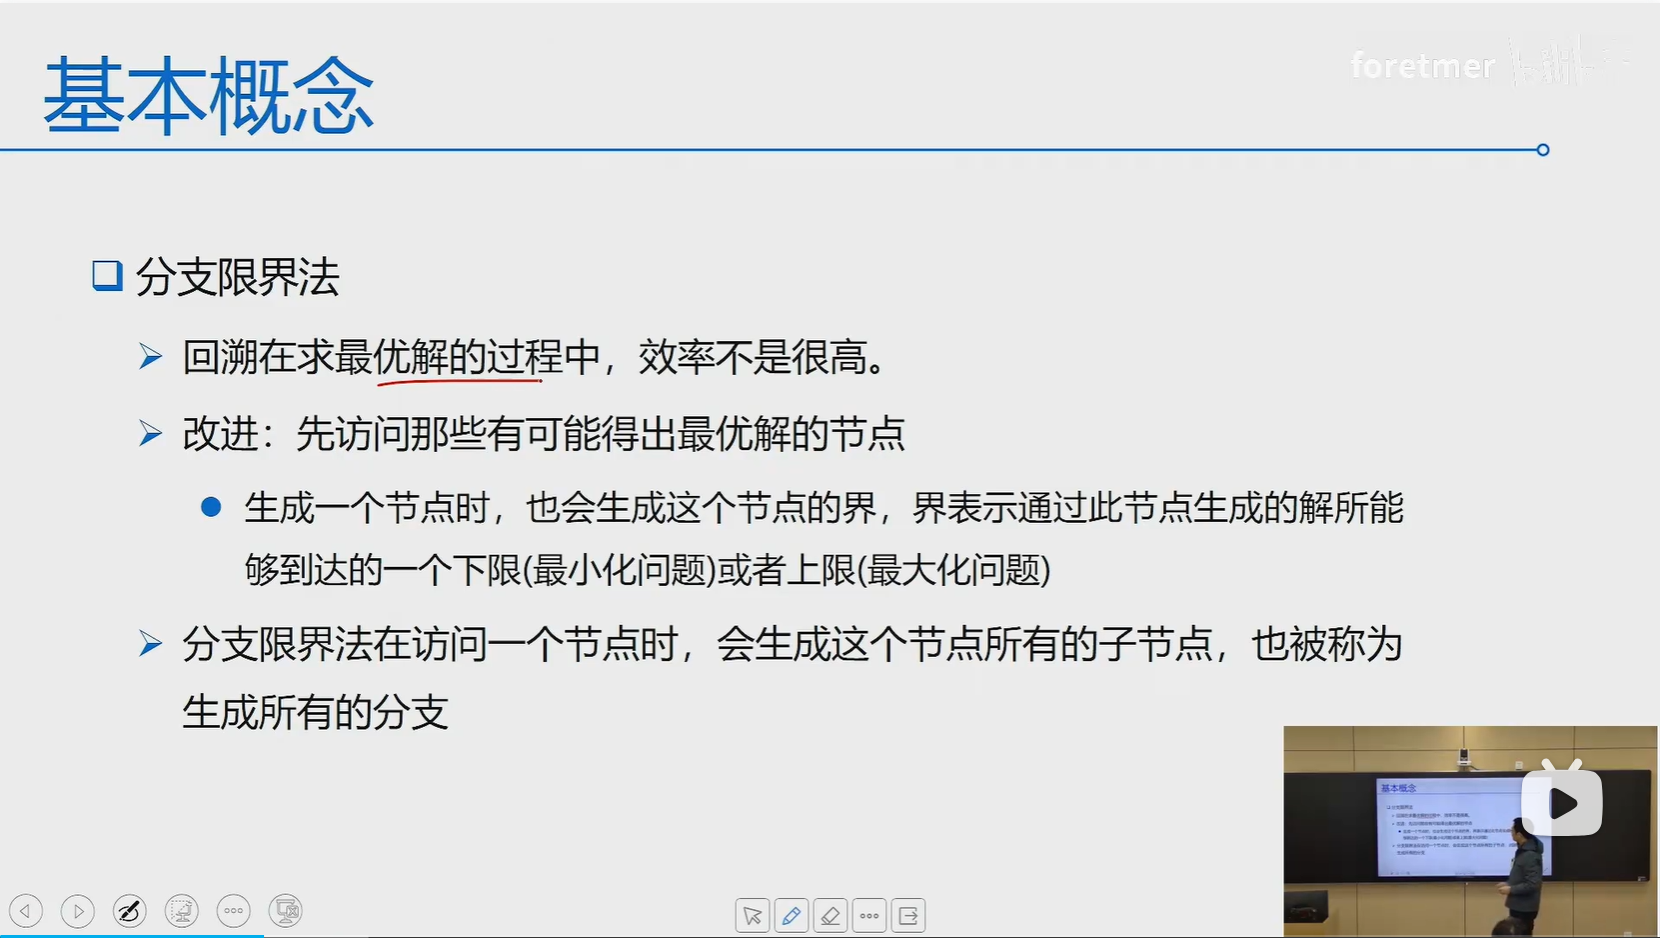 基本概念
foretmer
分支限界法
回溯在求最优解的过程中，效率不是很高。
改进：先访问那些有可能得出最优解的节点
生成一个节点时，也会生成这个节点的界，界表示通过此节点生成的解所能
够到达的一个下限(最小化问题)或者上限(最大化问题)
分支限界法在访问一个节点时，会生成这个节点所有的子节点，也被称为
生成所有的分支
基本概念